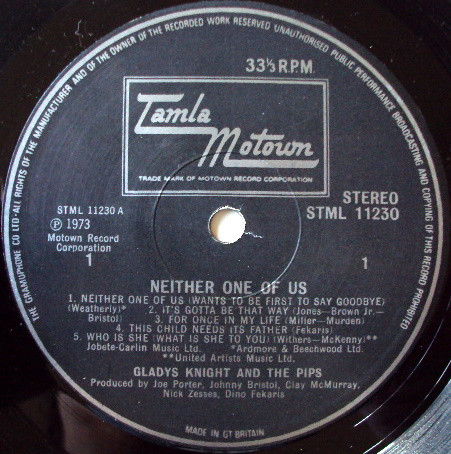 THE GRAMOPHONE CO LTD-ALL RIGHTS OF THE MANUFACTURER AND OF THE OWNER OF THE RECORDED WORK RESERVED UNAUTHORISED PUBLIC PERFORMANCE BROADCASTING AND COPYING OF THIS RECORD PROHIBITED
33⅓ R.P.M.
Tamla
Motown
TRADE MARK OF MOTOWN RECORD CORPORATION
STEREO
STML 11230
STML 11230 A
Ⓟ 1973
Motown Record
Corporation
1
1
NEITHER ONE OF US
1. NEITHER ONE OF US (WANTS TO BE FIRST TO SAY GOODBYE)
(Weatherly)* 2. IT'S GOTTA BE THAT WAY (Jones-Brown Jr.-
Bristol) 3. FOR ONCE IN MY LIFE (Miller-Murden)
4. THIS CHILD NEEDS ITS FATHER (Fekaris)
5. WHO IS SHE (WHAT IS SHE TO YOU) (Withers-McKenny)**
Jobete-Carlin Music Ltd. *Ardmore & Beechwood Ltd.
**United Artists Music Ltd.
GLADYS KNIGHT AND THE PIPS
Produced by Joe Porter, Johnny Bristol, Clay McMurray,
Nick Zesses, Dino Fekaris
MADE IN GT BRITAIN